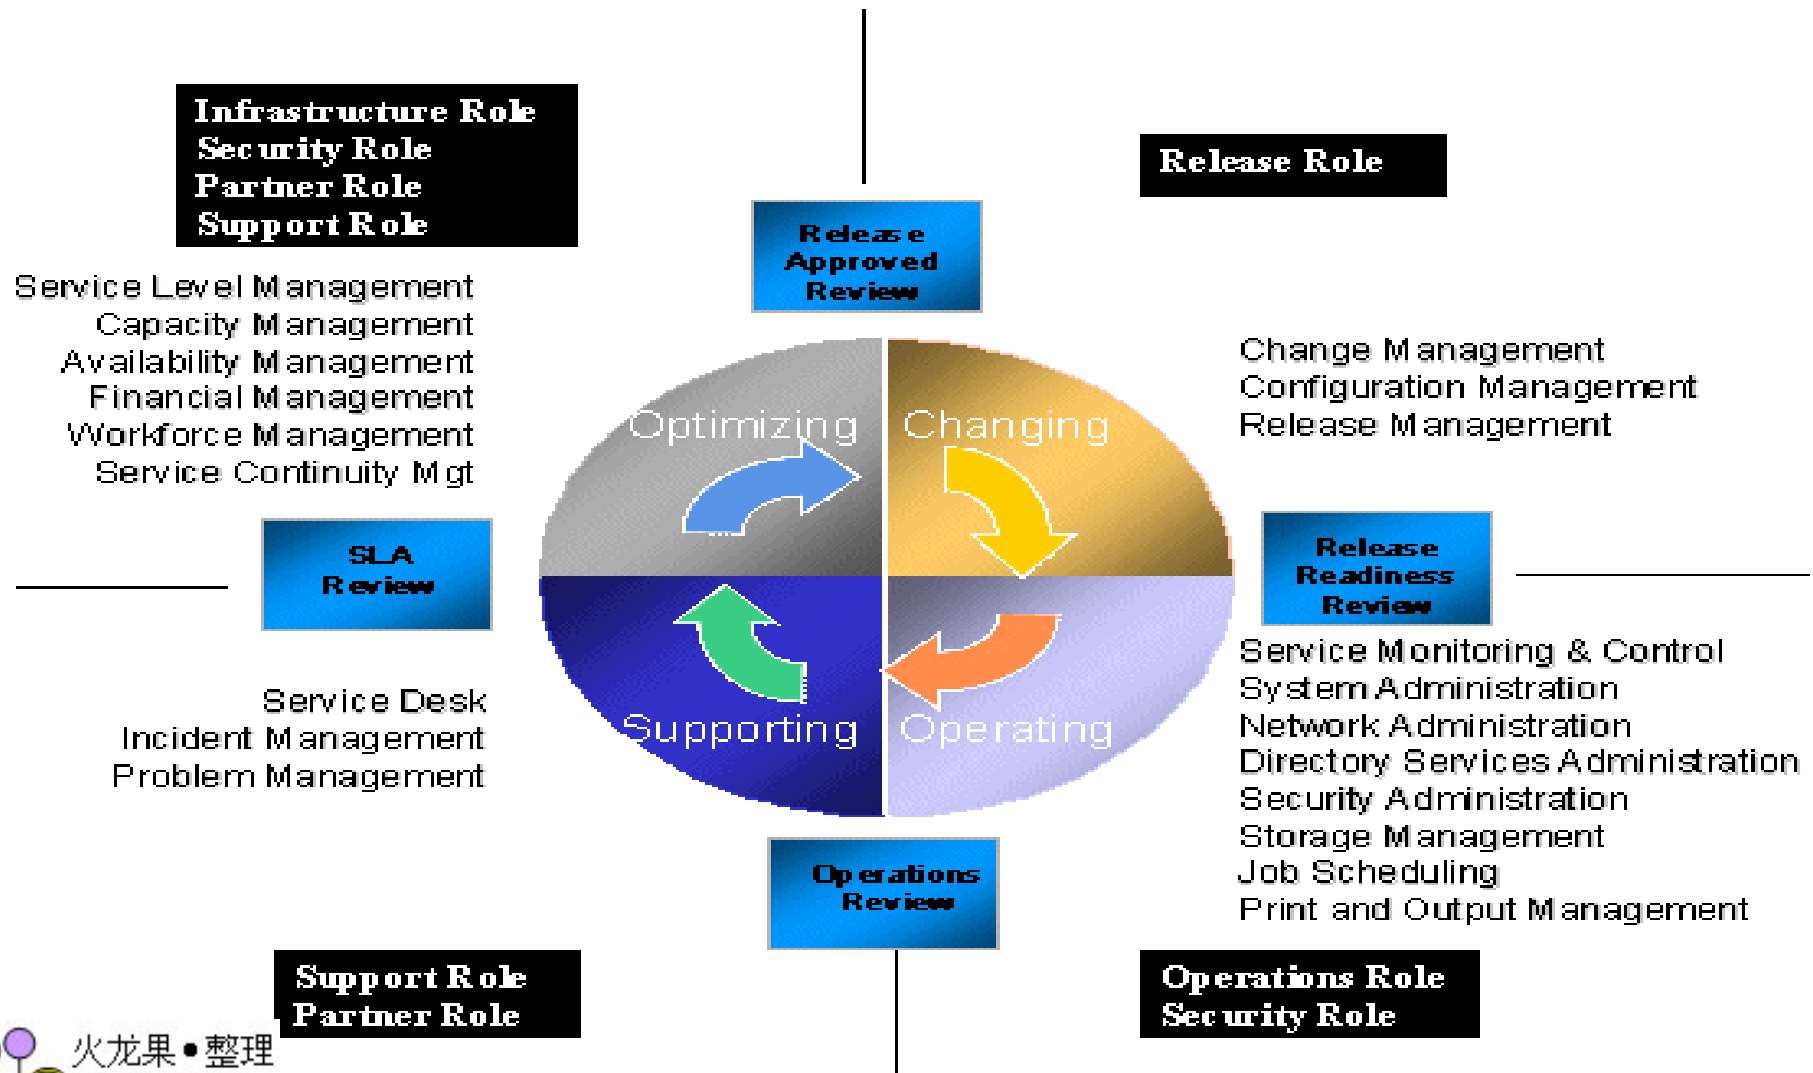 Infrastructure Role
Security Role
Partner Role
Support Role
Release Role
Release
Approved
Review
Service Level Management
Capacity Management
Availability Management
Financial Management
Workforce Management
Service Continuity Mgt
Change Management
Configuration Management
Release Management
Optimizing
Changing
SLA
Review
Release
Readiness
Review
Supporting
Operating
Service Desk
Incident Management
Problem Management
Service Monitoring & Control
System Administration
Network Administration
Directory Services Administration
Security Administration
Storage Management
Job Scheduling
Print and Output Management
Operations
Review
Support Role
Partner Role
Operations Role
Security Role
火龙果●整理